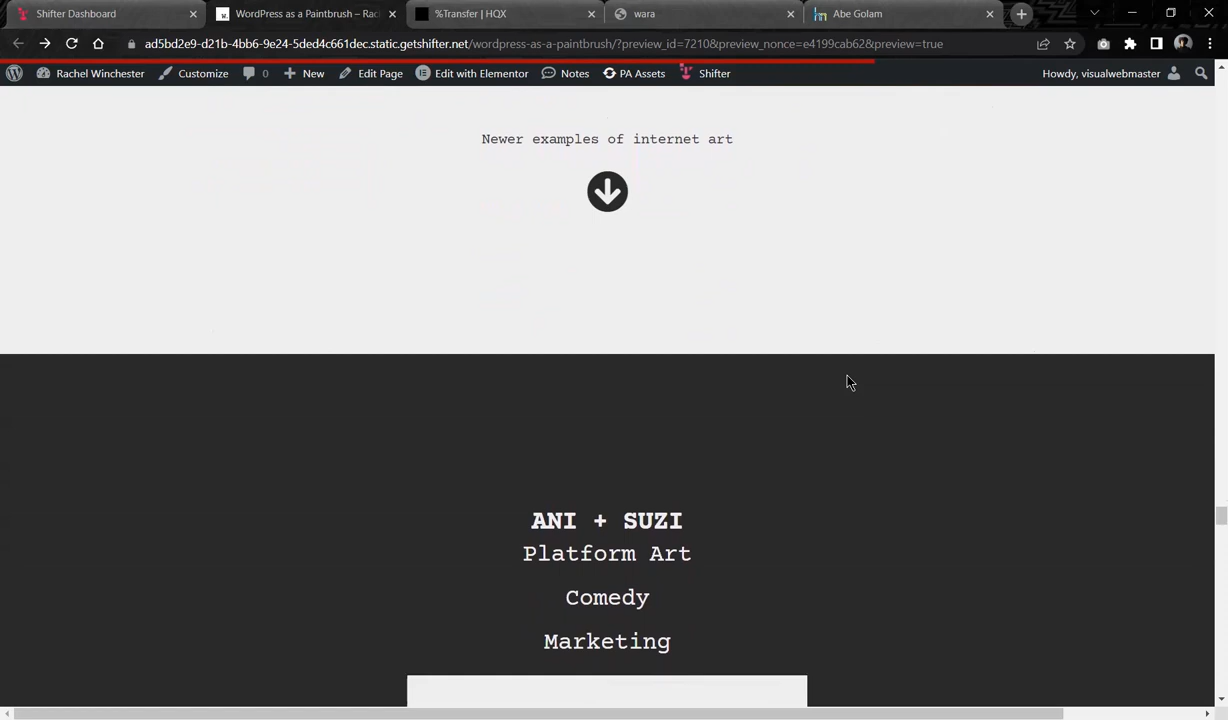 Shifter Dashboard
WordPress as a Paintbrush – Rac
%Transfer | HQX
wara
Abe Golam
ad5bd2e9-d21b-4bb6-9e24-5ded4c661dec.static.getshifter.net/wordpress-as-a-paintbrush/?preview_id=7210&preview_nonce=e4199cab62&preview=true
Rachel Winchester
Customize
0
New
Edit Page
Edit with Elementor
Notes
PA Assets
Shifter
Howdy, visualwebmaster
Newer examples of internet art
ANI + SUZI
Platform Art
Comedy
Marketing